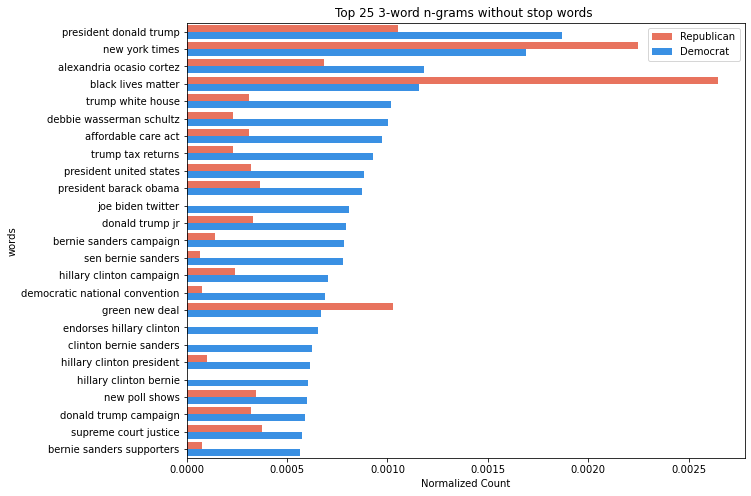 Top 25 3-word n-grams without stop words
Republican
Democrat
words
president donald trump
new york times
alexandria ocasio cortez
black lives matter
trump white house
debbie wasserman schultz
affordable care act
trump tax returns
president united states
president barack obama
joe biden twitter
donald trump jr
bernie sanders campaign
sen bernie sanders
hillary clinton campaign
democratic national convention
green new deal
endorses hillary clinton
clinton bernie sanders
hillary clinton president
hillary clinton bernie
new poll shows
donald trump campaign
supreme court justice
bernie sanders supporters
0.0000 0.0005 0.0010 0.0015 0.0020 0.0025
Normalized Count